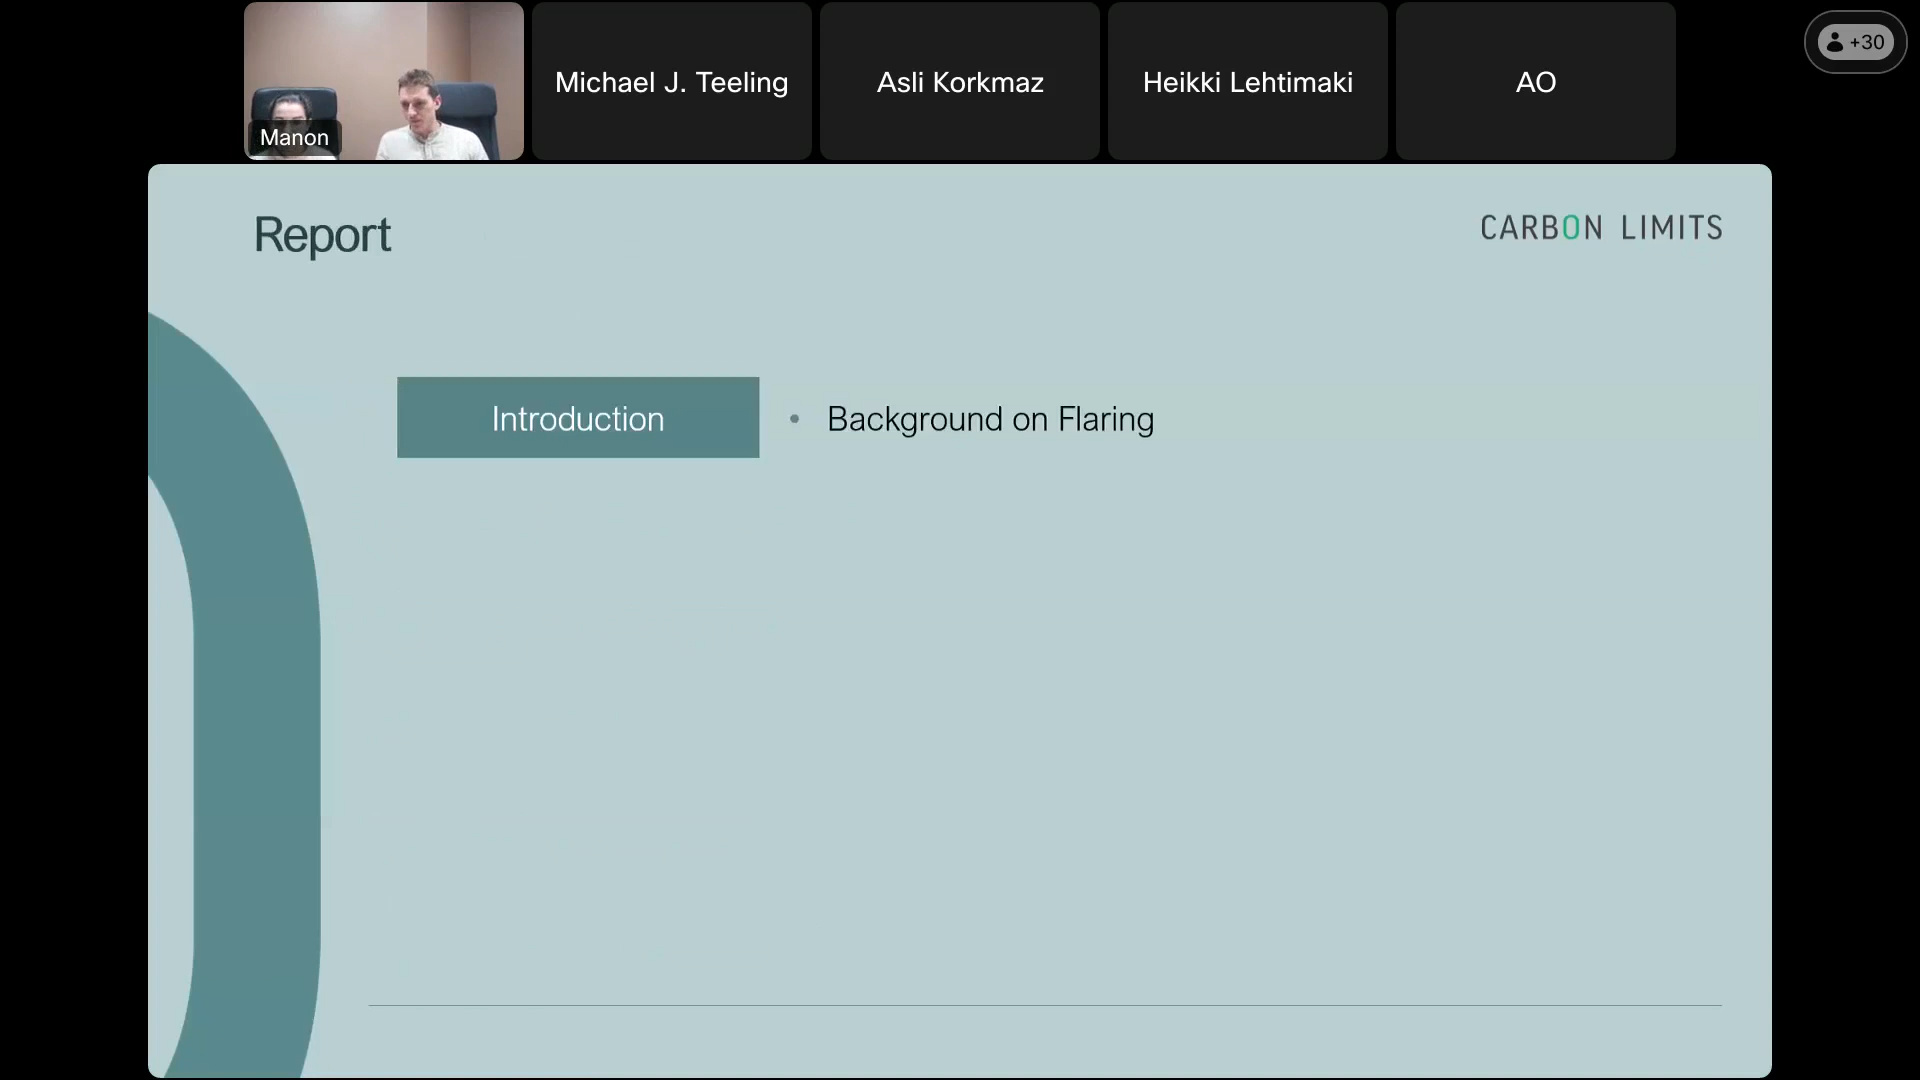 Manon
Michael J. Teeling
Asli Korkmaz
Heikki Lehtimaki
AO
+30
Report
CARBON LIMITS
Introduction
• Background on Flaring